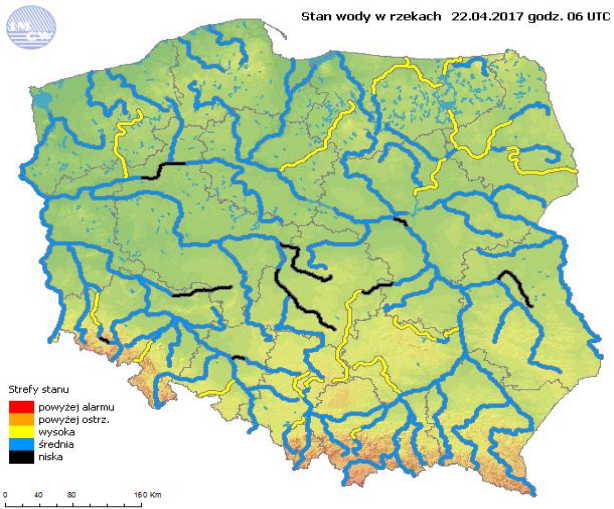 Stan wody w rzekach 22.04.2017 godz. 06 UTC
IMGW
Strefy stanu
powyżej alarmu
powyżej ostrz.
wysoka
średnia
niska
0 40 80 160 Km